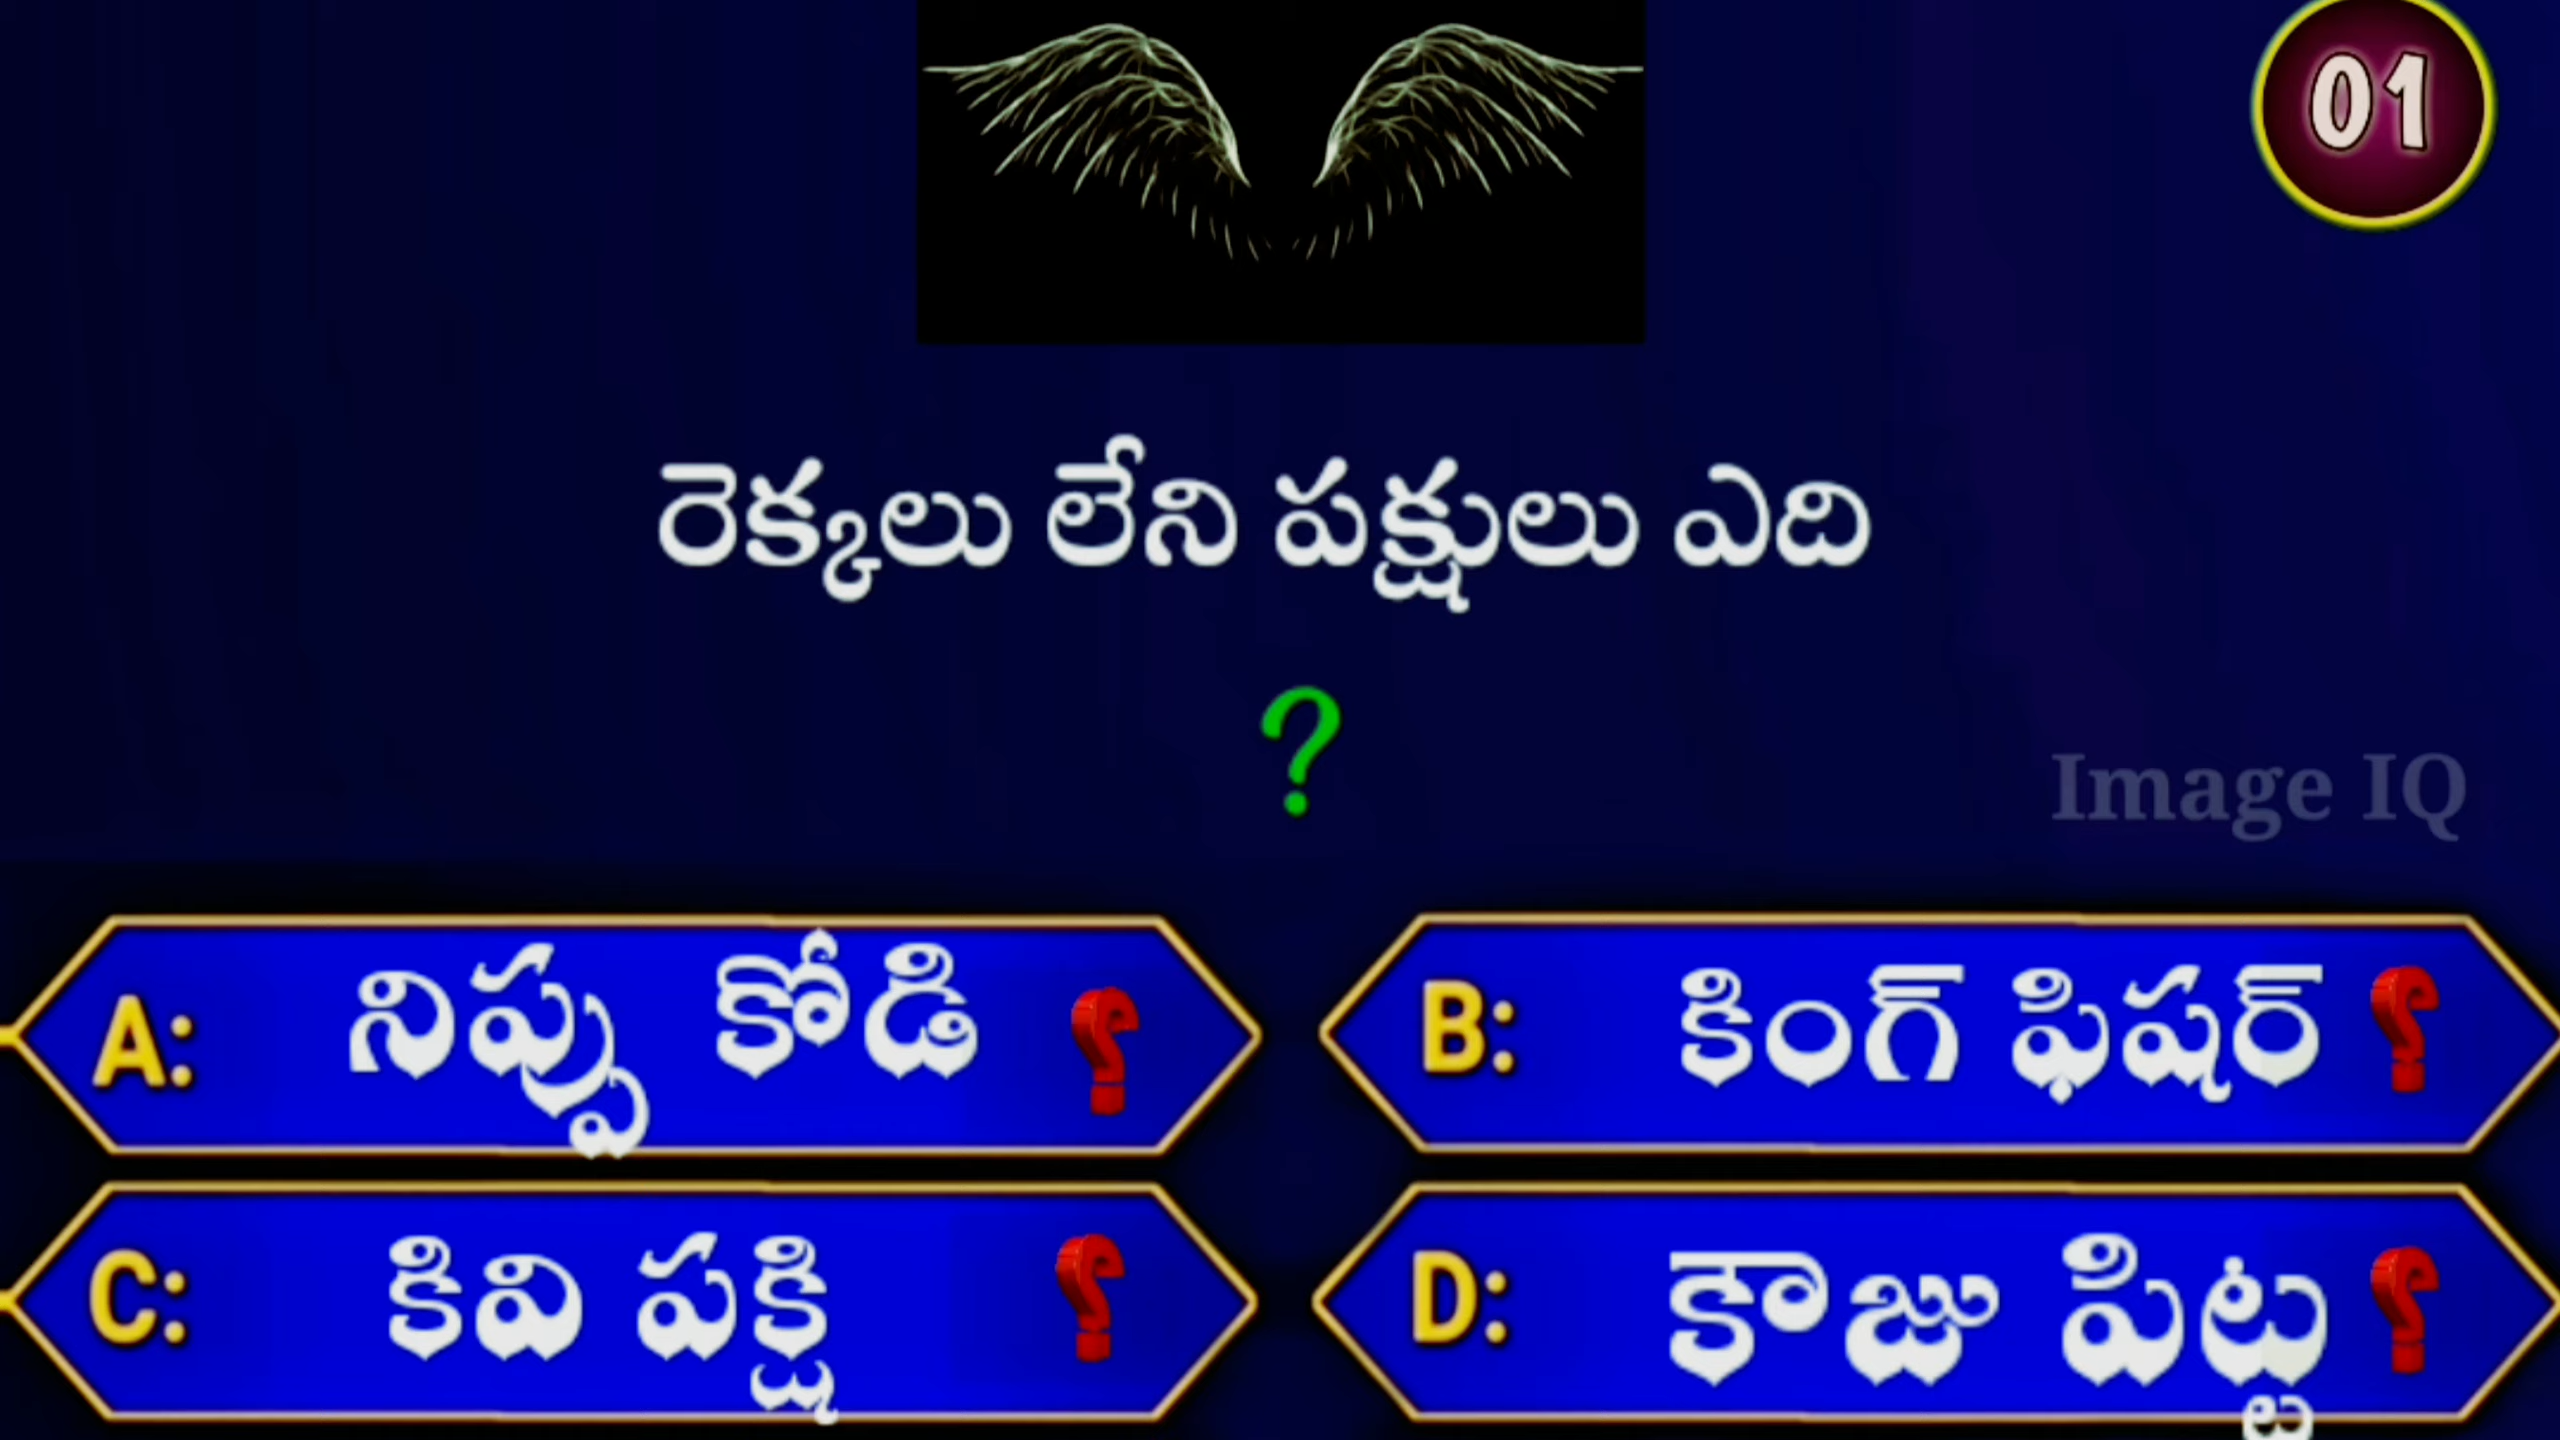 01
రెక్కలు లేని పక్షులు ఎది
?
Image IQ
A: నిప్పు కోడి ?
B: కింగ్ ఫిషర్ ?
C: కివి పక్షి ?
D: కౌజు పిట్ట ?